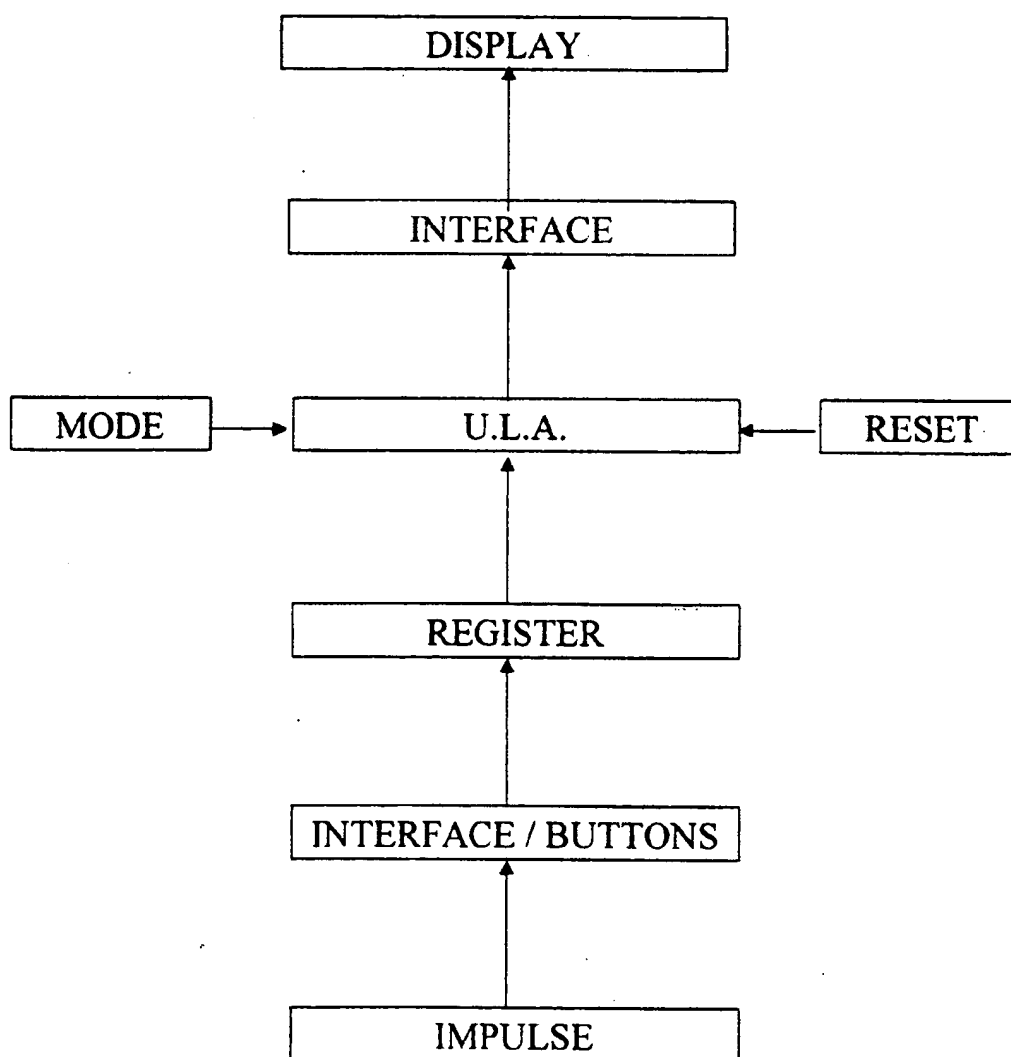 DISPLAY
INTERFACE
MODE
U.L.A.
RESET
REGISTER
INTERFACE / BUTTONS
IMPULSE